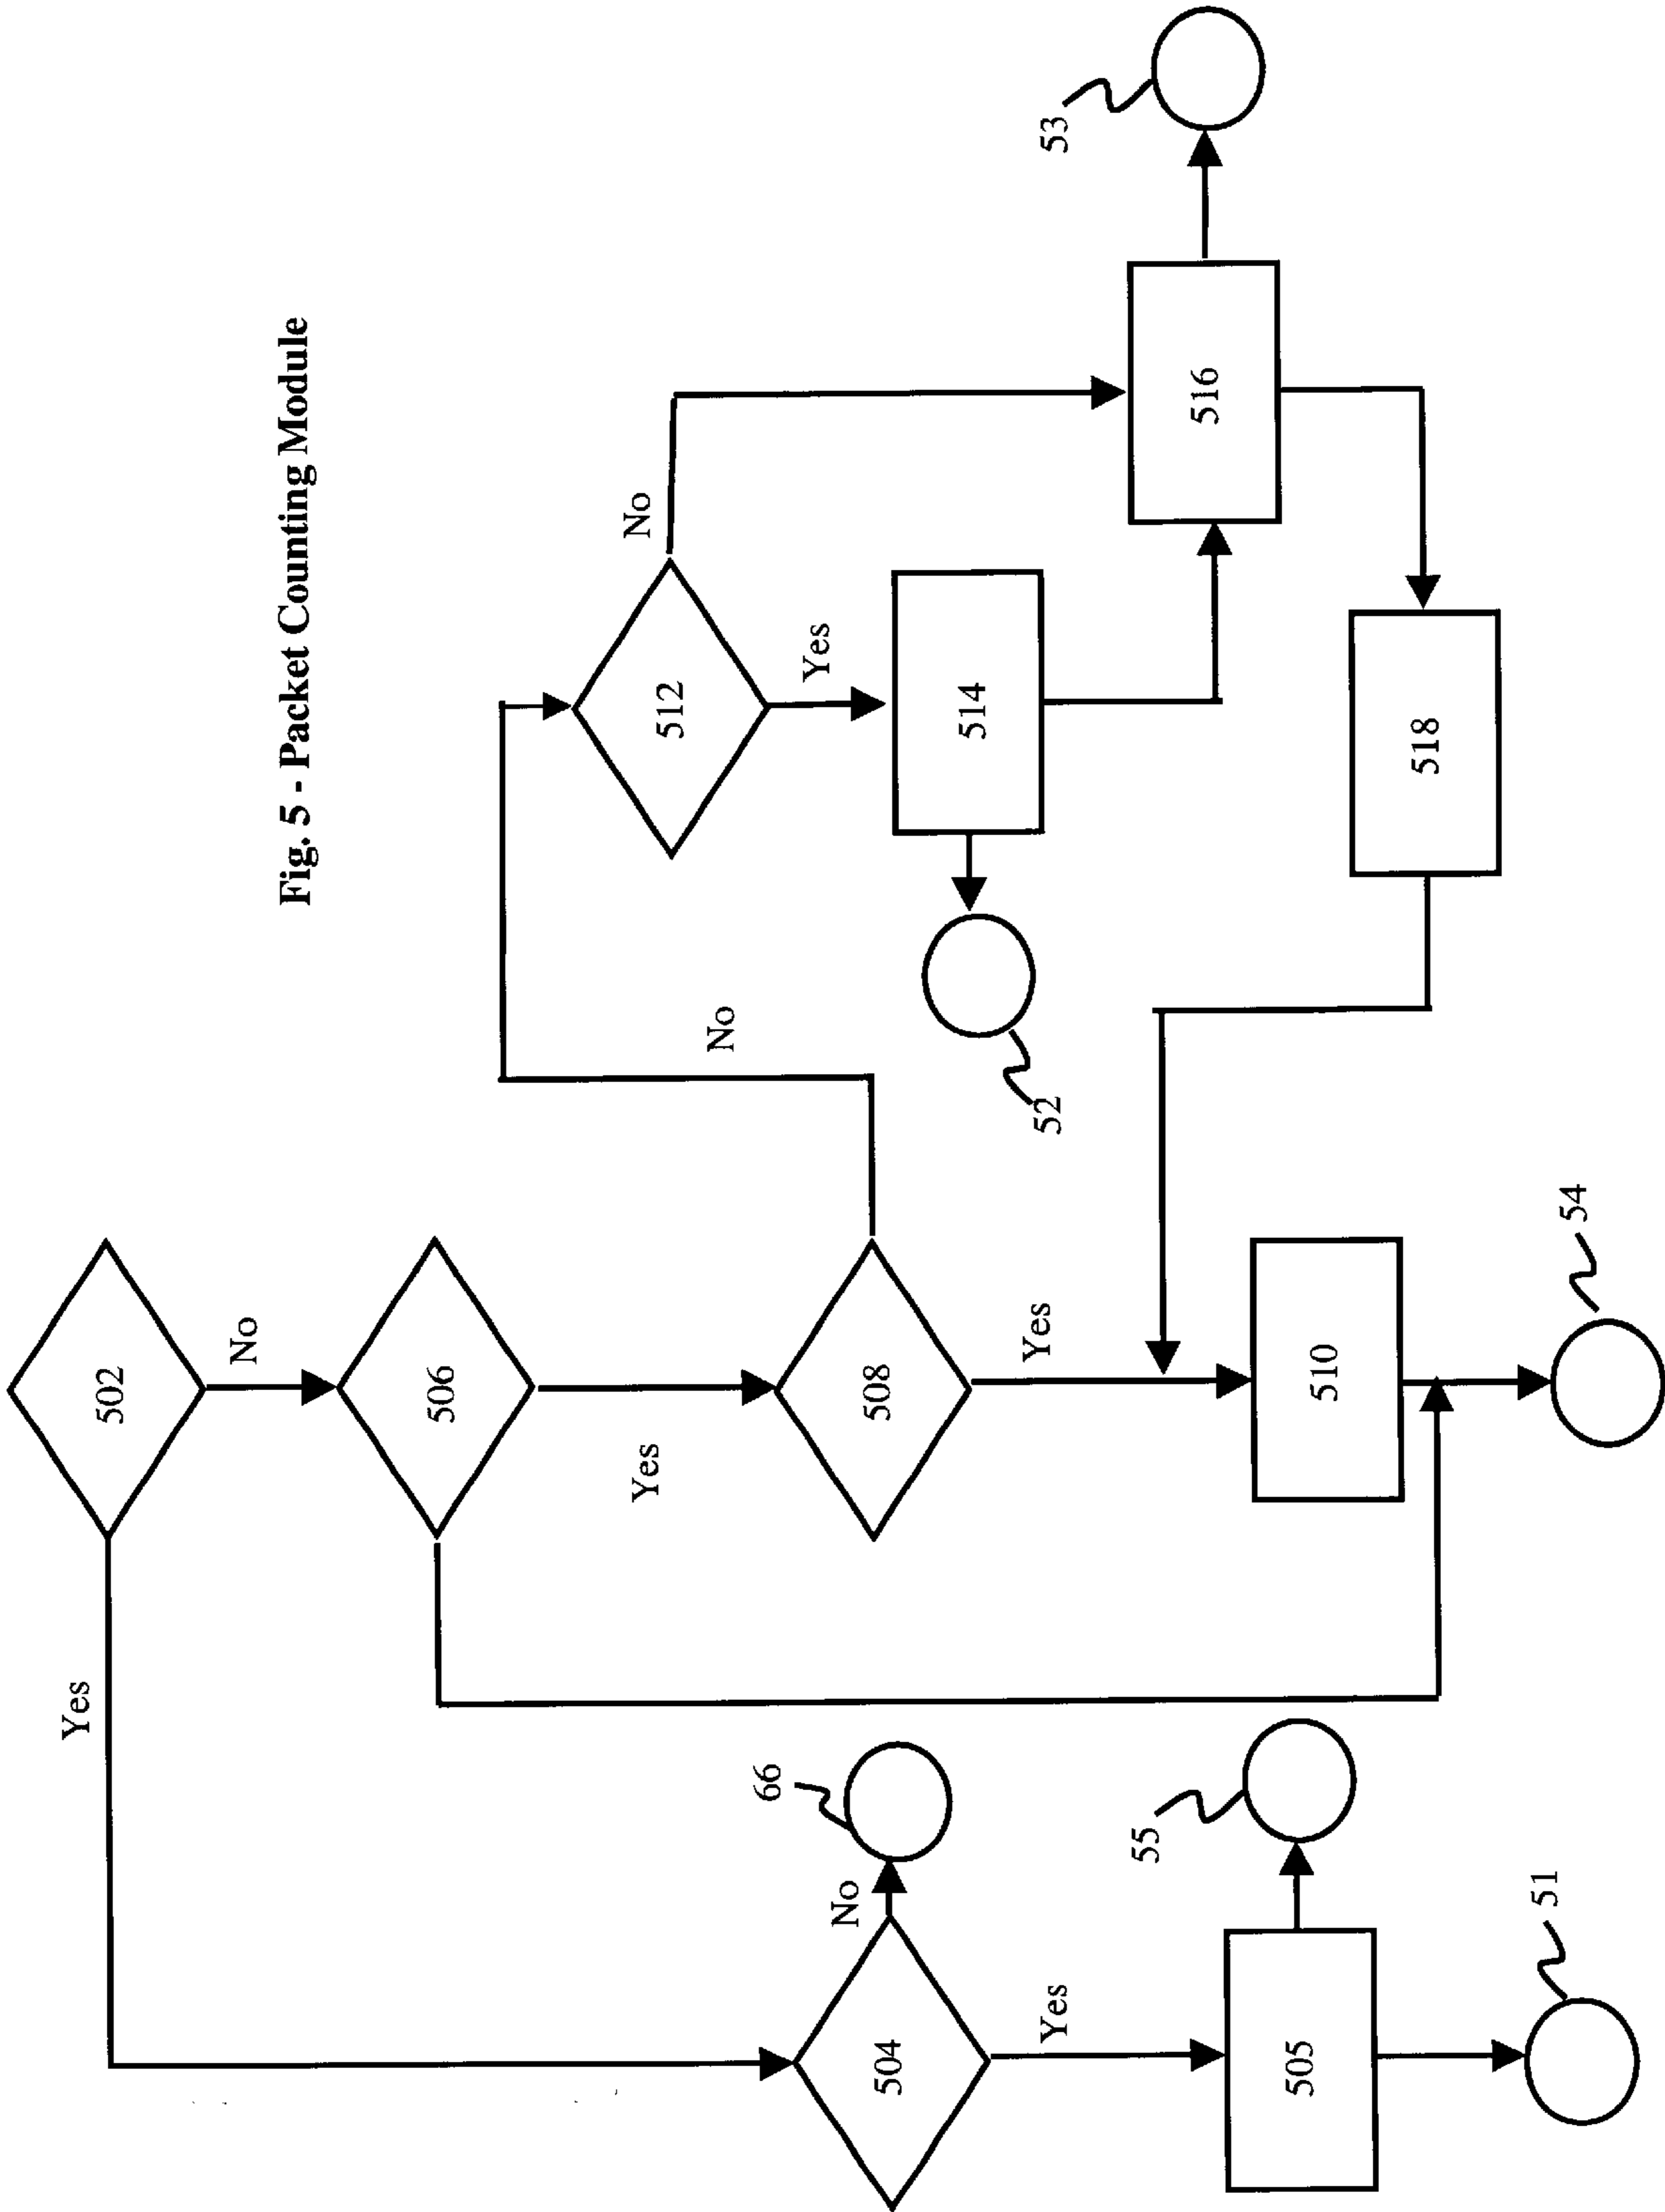 Yes
502
No
Fig. 5 - Packet Counting Module
506
Yes
No
512
No
66
Yes
No
504
508
514
Yes
Yes
52
53
55
516
505
510
518
51
54